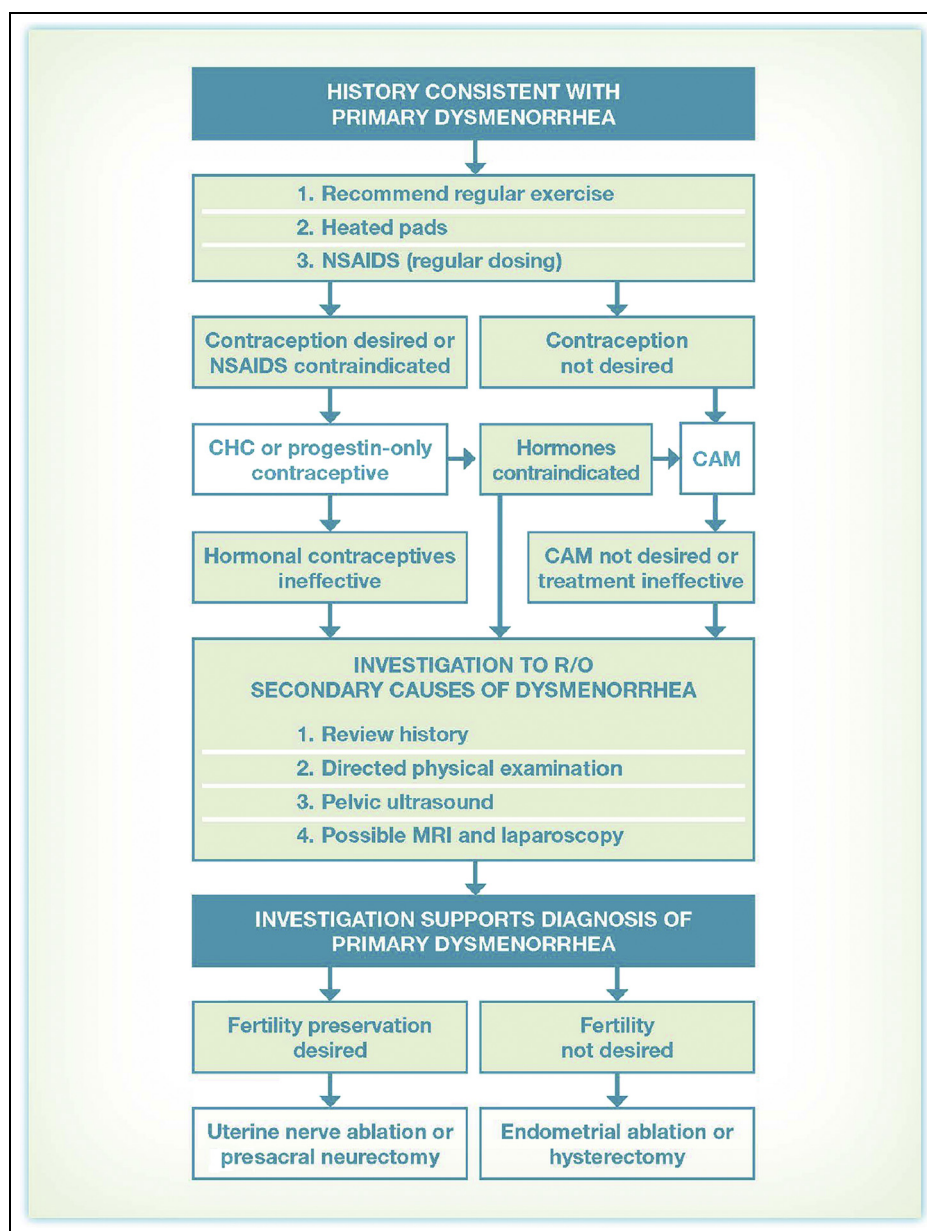 HISTORY CONSISTENT WITH
PRIMARY DYSMENORRHEA
1. Recommend regular exercise
2. Heated pads
3. NSAIDS (regular dosing)
Contraception desired or
NSAIDS contraindicated
Contraception
not desired
CHC or progestin-only
contraceptive
Hormones
contraindicated
CAM
Hormonal contraceptives
ineffective
CAM not desired or
treatment ineffective
INVESTIGATION TO R/O
SECONDARY CAUSES OF DYSMENORRHEA
1. Review history
2. Directed physical examination
3. Pelvic ultrasound
4. Possible MRI and laparoscopy
INVESTIGATION SUPPORTS DIAGNOSIS OF
PRIMARY DYSMENORRHEA
Fertility preservation
desired
Fertility
not desired
Uterine nerve ablation or
presacral neurectomy
Endometrial ablation or
hysterectomy